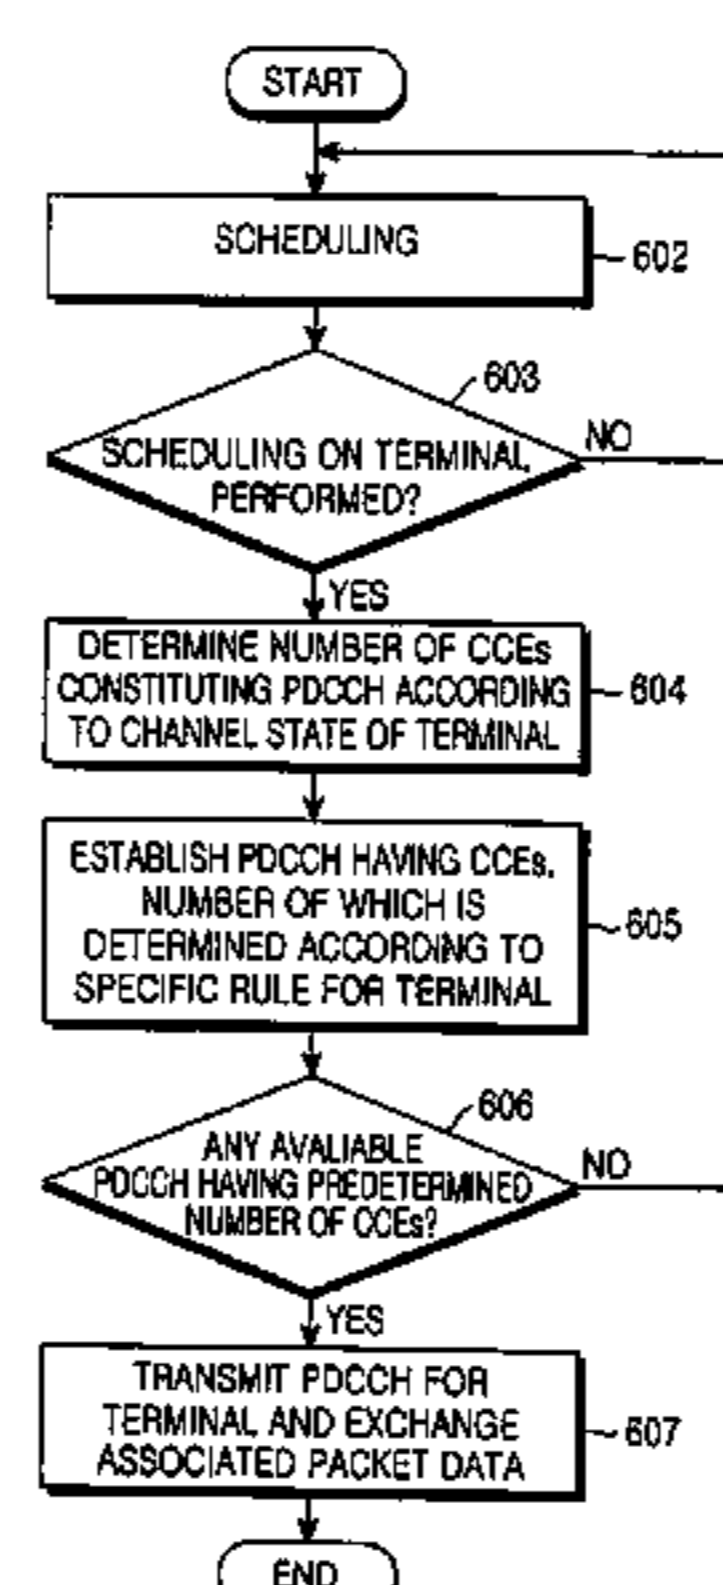 START
SCHEDULING
602
603
NO
SCHEDULING ON TERMINAL
PERFORMED?
YES
DETERMINE NUMBER OF CCEs
CONSTITUTING PDCCH ACCORDING
TO CHANNEL STATE OF TERMINAL
604
ESTABLISH PDCCH HAVING CCEs,
NUMBER OF WHICH IS
DETERMINED ACCORDING TO
SPECIFIC RULE FOR TERMINAL
605
606
NO
ANY AVALIABLE
PDCCH HAVING PREDETERMINED
NUMBER OF CCEs?
YES
TRANSMIT PDCCH FOR
TERMINAL AND EXCHANGE
ASSOCIATED PACKET DATA
607
END